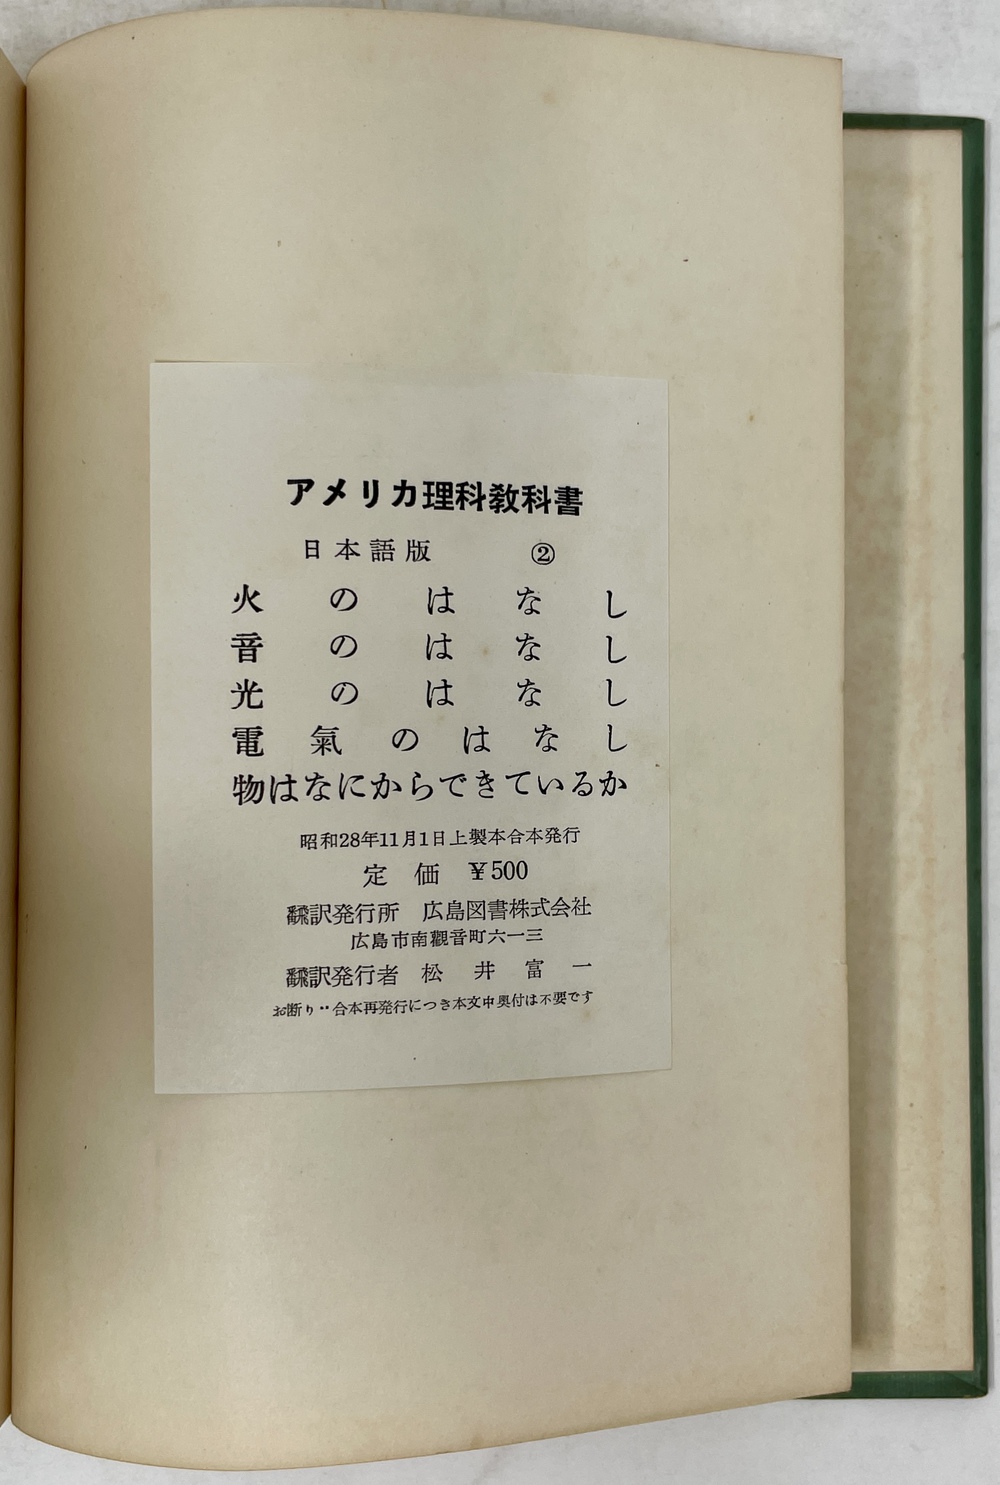 アメリカ理科教科書
日本語版 ②
火のはなし
音のはなし
光のはなし
電氣のはなし
物はなにからできているか
昭和28年11月1日上製本合本発行
定価 ¥500
飜訳発行所 広島図書株式会社
広島市南觀音町六一三
飜訳発行者 松井富一
お断り‥合本再発行につき本文中奥付は不要です